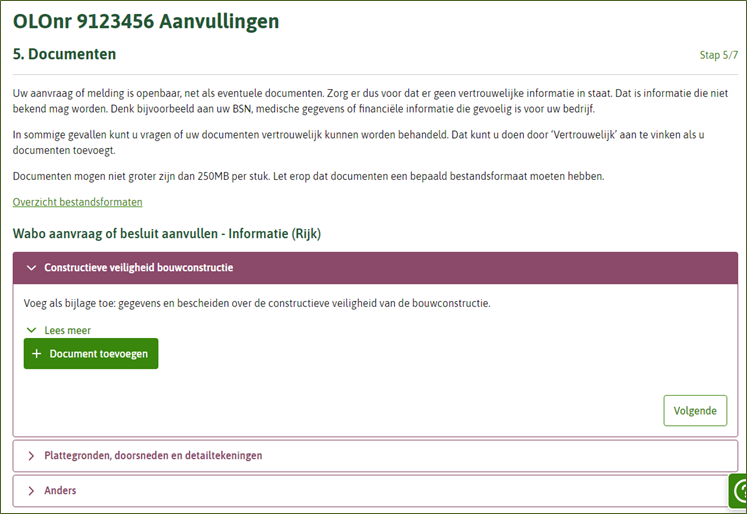 OLOnr 9123456 Aanvullingen
5. Documenten
Stap 5/7
Uw aanvraag of melding is openbaar, net als eventuele documenten. Zorg er dus voor dat er geen vertrouwelijke informatie in staat. Dat is informatie die niet
bekend mag worden. Denk bijvoorbeeld aan uw BSN, medische gegevens of financiële informatie die gevoelig is voor uw bedrijf.
In sommige gevallen kunt u vragen of uw documenten vertrouwelijk kunnen worden behandeld. Dat kunt u doen door ‘Vertrouwelijk’ aan te vinken als u
documenten toevoegt.
Documenten mogen niet groter zijn dan 250MB per stuk. Let erop dat documenten een bepaald bestandsformaat moeten hebben.
Overzicht bestandsformaten
Wabo aanvraag of besluit aanvullen - Informatie (Rijk)
Constructieve veiligheid bouwconstructie
Voeg als bijlage toe: gegevens en bescheiden over de constructieve veiligheid van de bouwconstructie.
Lees meer
+ Document toevoegen
Volgende
Plattegronden, doorsneden en detailtekeningen
Anders